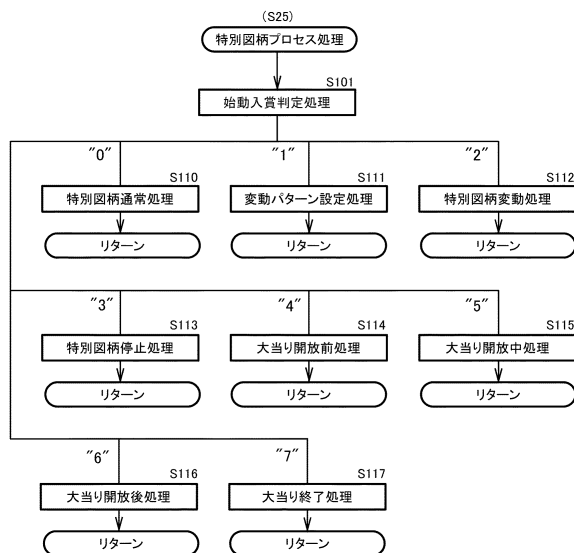 (S25)
特別図柄プロセス処理
S101
始動入賞判定処理
"0"
"1"
"2"
S110
S111
S112
特別図柄通常処理
変動パターン設定処理
特別図柄変動処理
リターン
リターン
リターン
"3"
"4"
"5"
S113
S114
S115
特別図柄停止処理
大当り開放前処理
大当り開放中処理
リターン
リターン
リターン
"6"
"7"
S116
S117
大当り開放後処理
大当り終了処理
リターン
リターン